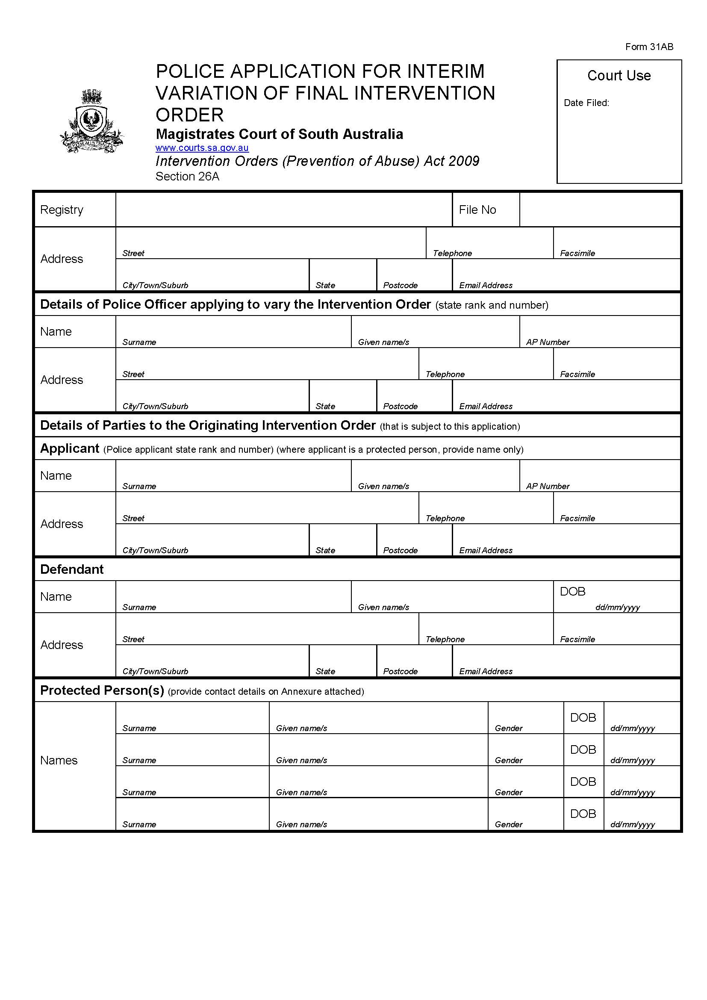 Form 31AB
POLICE APPLICATION FOR INTERIM
VARIATION OF FINAL INTERVENTION
ORDER
Magistrates Court of South Australia
www.courts.sa.gov.au
Intervention Orders (Prevention of Abuse) Act 2009
Section 26A
Court Use
Date Filed:
SOUTH AUSTRALIA
Registry
File No
Address
Street
Telephone
Facsimile
City/Town/Suburb
State
Postcode
Email Address
Details of Police Officer applying to vary the Intervention Order (state rank and number)
Name
Surname
Given name/s
AP Number
Address
Street
Telephone
Facsimile
City/Town/Suburb
State
Postcode
Email Address
Details of Parties to the Originating Intervention Order (that is subject to this application)
Applicant (Police applicant state rank and number) (where applicant is a protected person, provide name only)
Name
Surname
Given name/s
AP Number
Address
Street
Telephone
Facsimile
City/Town/Suburb
State
Postcode
Email Address
Defendant
Name
Surname
Given name/s
DOB
dd/mm/yyyy
Address
Street
Telephone
Facsimile
City/Town/Suburb
State
Postcode
Email Address
Protected Person(s) (provide contact details on Annexure attached)
Names
Surname
Given name/s
Gender
DOB
dd/mm/yyyy
Surname
Given name/s
Gender
DOB
dd/mm/yyyy
Surname
Given name/s
Gender
DOB
dd/mm/yyyy
Surname
Given name/s
Gender
DOB
dd/mm/yyyy